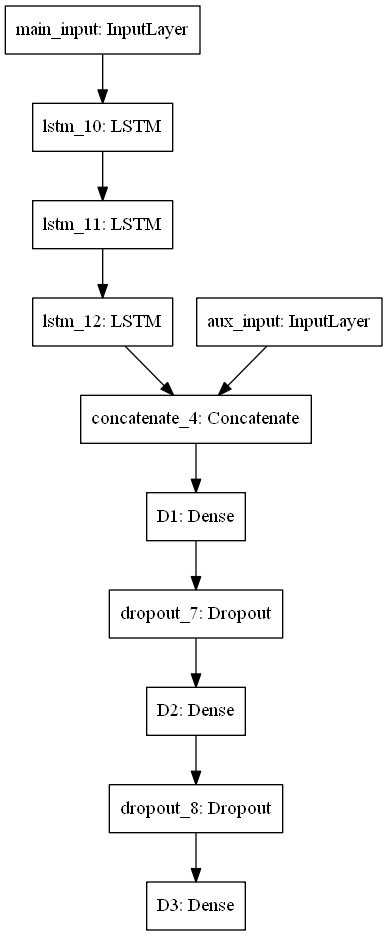 main_input: InputLayer
lstm_10: LSTM
lstm_11: LSTM
lstm_12: LSTM
aux_input: InputLayer
concatenate_4: Concatenate
D1: Dense
dropout_7: Dropout
D2: Dense
dropout_8: Dropout
D3: Dense